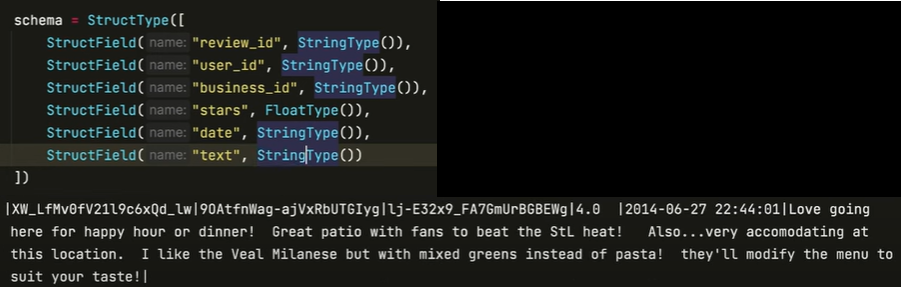 schema = StructType([
StructField( name: "review_id", StringType()),
StructField( name: "user_id", StringType()),
StructField( name: "business_id", StringType()),
StructField( name: "stars", FloatType()),
StructField( name: "date", StringType()),
StructField( name: "text", StringType())
])
|XW_LfMv0fV21l9c6xQd_lw|9OAtfnWag-ajVxRbUTGIyg|lj-E32x9_FA7GmUrBGBEWg|4.0  |2014-06-27 22:44:01|Love going
here for happy hour or dinner!  Great patio with fans to beat the StL heat!   Also...very accomodating at
this location.  I like the Veal Milanese but with mixed greens instead of pasta!  they'll modify the menu to
suit your taste!|